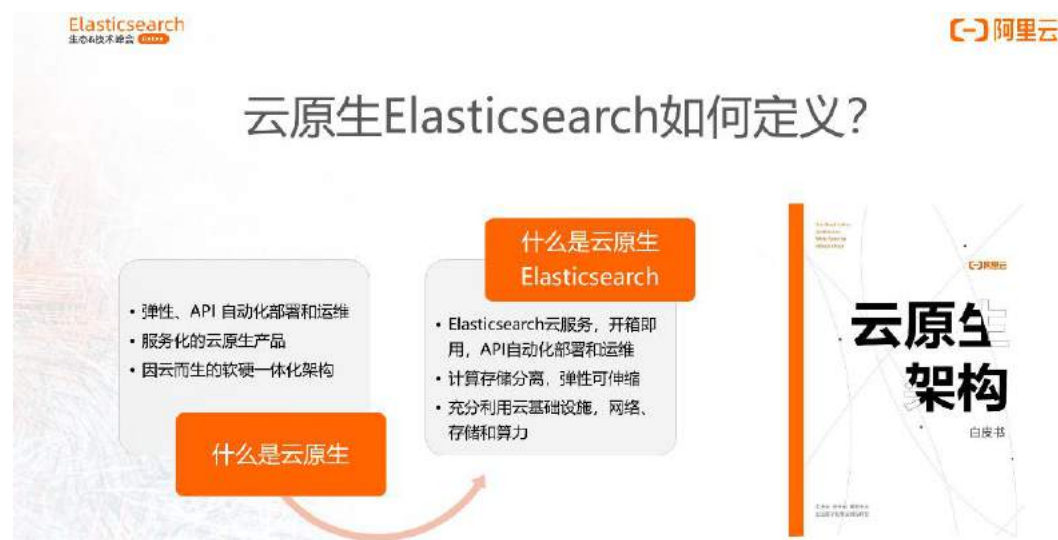 Elasticsearch
生态&技术峰会 Online
阿里云
云原生Elasticsearch如何定义?
• 弹性、API 自动化部署和运维
• 服务化的云原生产品
• 因云而生的软硬一体化架构
什么是云原生
什么是云原生
Elasticsearch
• Elasticsearch云服务，开箱即
用，API自动化部署和运维
• 计算存储分离，弹性可伸缩
• 充分利用云基础设施，网络、
存储和算力
阿里云
云原生
架构
白皮书